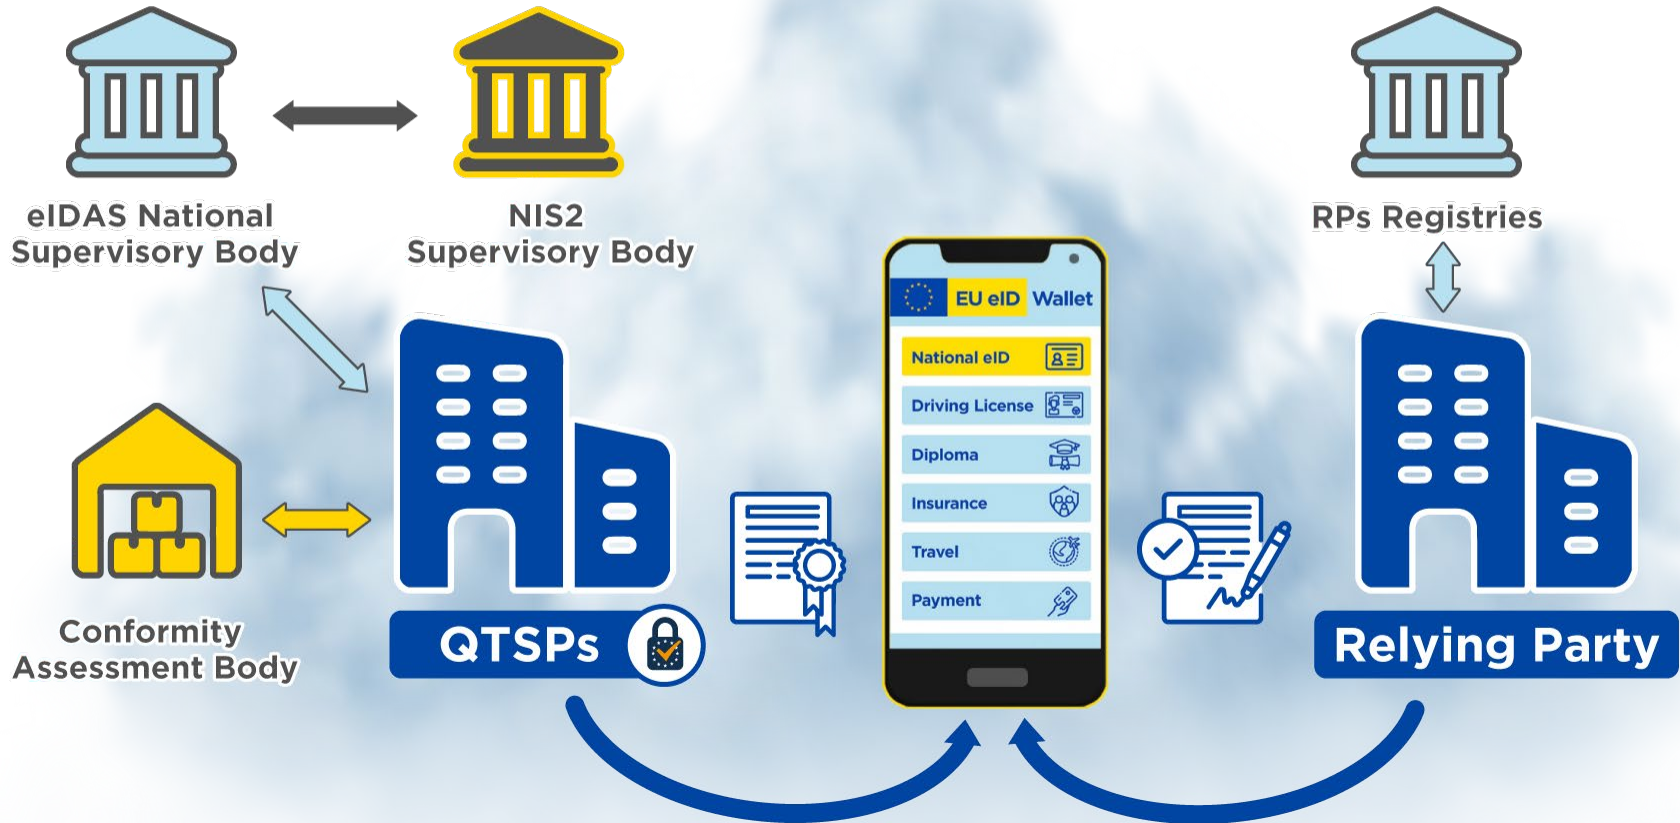 eIDAS National
Supervisory Body
NIS2
Supervisory Body
RPs Registries
EU eID Wallet
National eID
Driving License
Diploma
Insurance
Travel
Payment
Conformity
Assessment Body
QTSPs
Relying Party